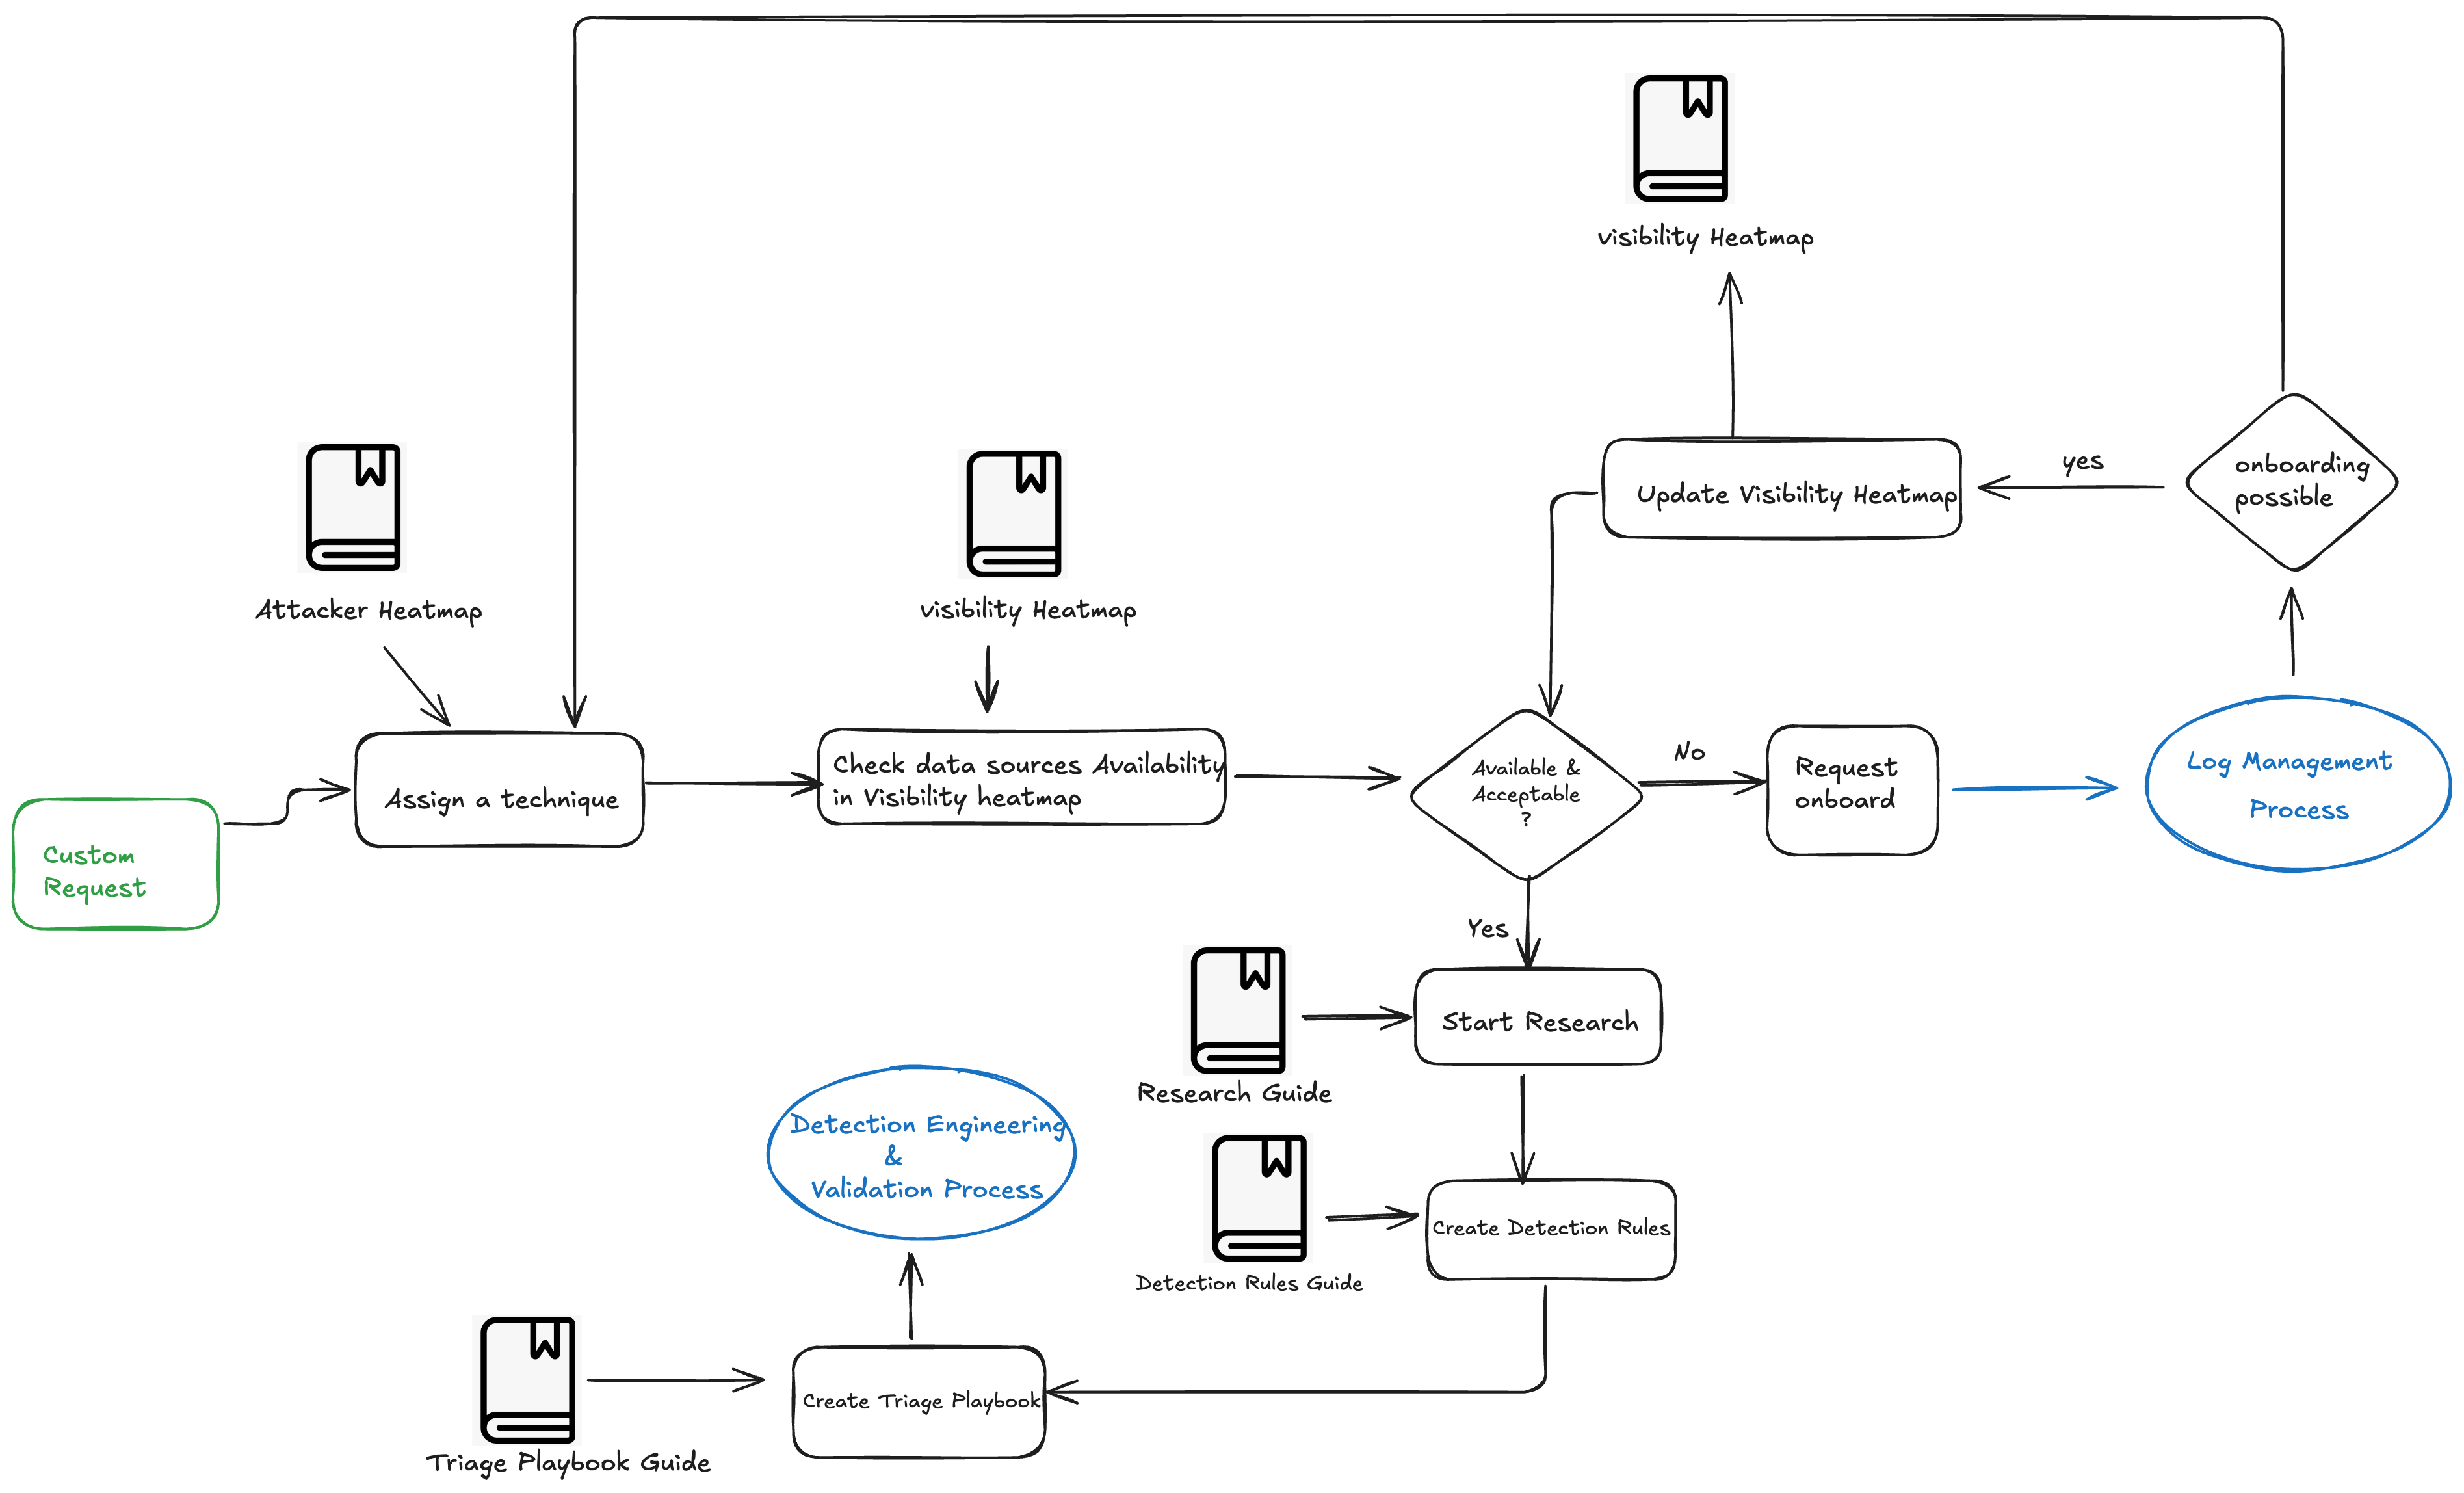 visibility Heatmap
Attacker Heatmap
visibility Heatmap
Update Visibility Heatmap
yes
onboarding
possible
Custom
Request
Assign a technique
Check data sources Availability
in Visibility heatmap
Available &
Acceptable
?
No
Request
onboard
Log Management
Process
Yes
Start Research
Research Guide
Detection Engineering
&
Validation Process
Create Detection Rules
Detection Rules Guide
Create Triage Playbook
Triage Playbook Guide